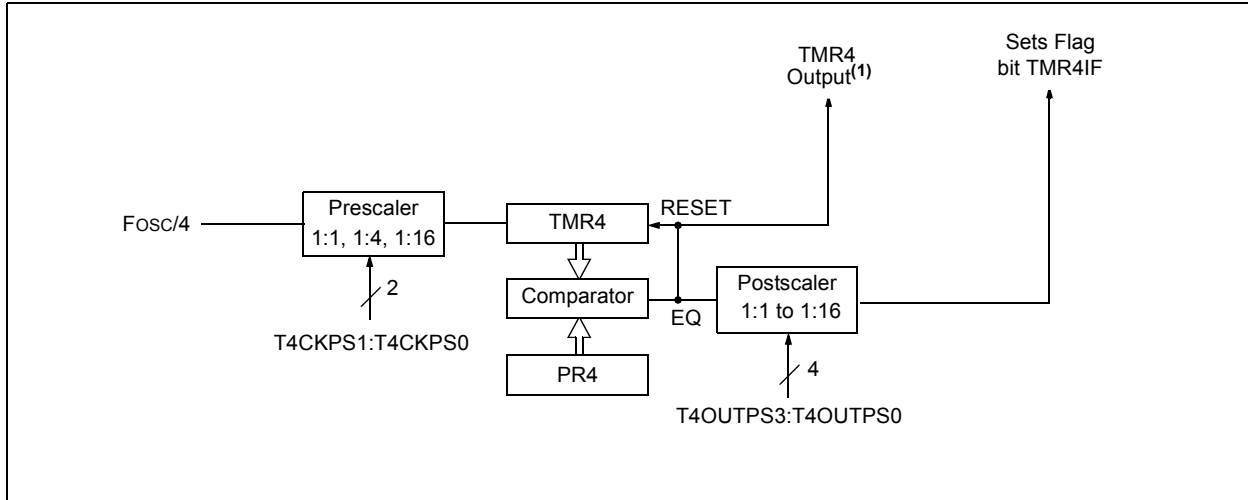 TMR4
Output(1)
Sets Flag
bit TMR4IF
FOSC/4
Prescaler
1:1, 1:4, 1:16
2
T4CKPS1:T4CKPS0
TMR4
RESET
Comparator
EQ
PR4
Postscaler
1:1 to 1:16
4
T4OUTPS3:T4OUTPS0